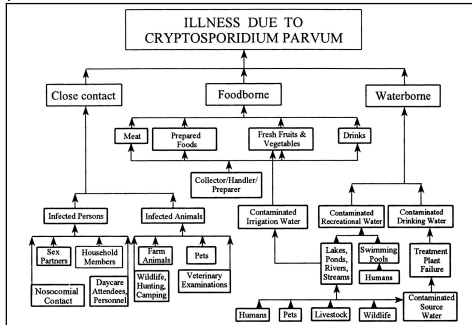 ILLNESS DUE TO
CRYPTOSPORIDIUM PARVUM
Close contact
Foodborne
Waterborne
Meat
Prepared
Foods
Fresh Fruits &
Vegetables
Drinks
Collector/Handler/
Preparer
Infected Persons
Infected Animals
Contaminated
Irrigation Water
Contaminated
Recreational Water
Contaminated
Drinking Water
Sex
Partners
Household
Members
Farm
Animals
Pets
Lakes,
Ponds,
Rivers,
Streams
Swimming
Pools
Humans
Treatment
Plant
Failure
Nosocomial
Contact
Daycare
Attendees,
Personnel
Wildlife,
Hunting,
Camping
Veterinary
Examinations
Humans
Pets
Livestock
Wildlife
Contaminated
Source
Water